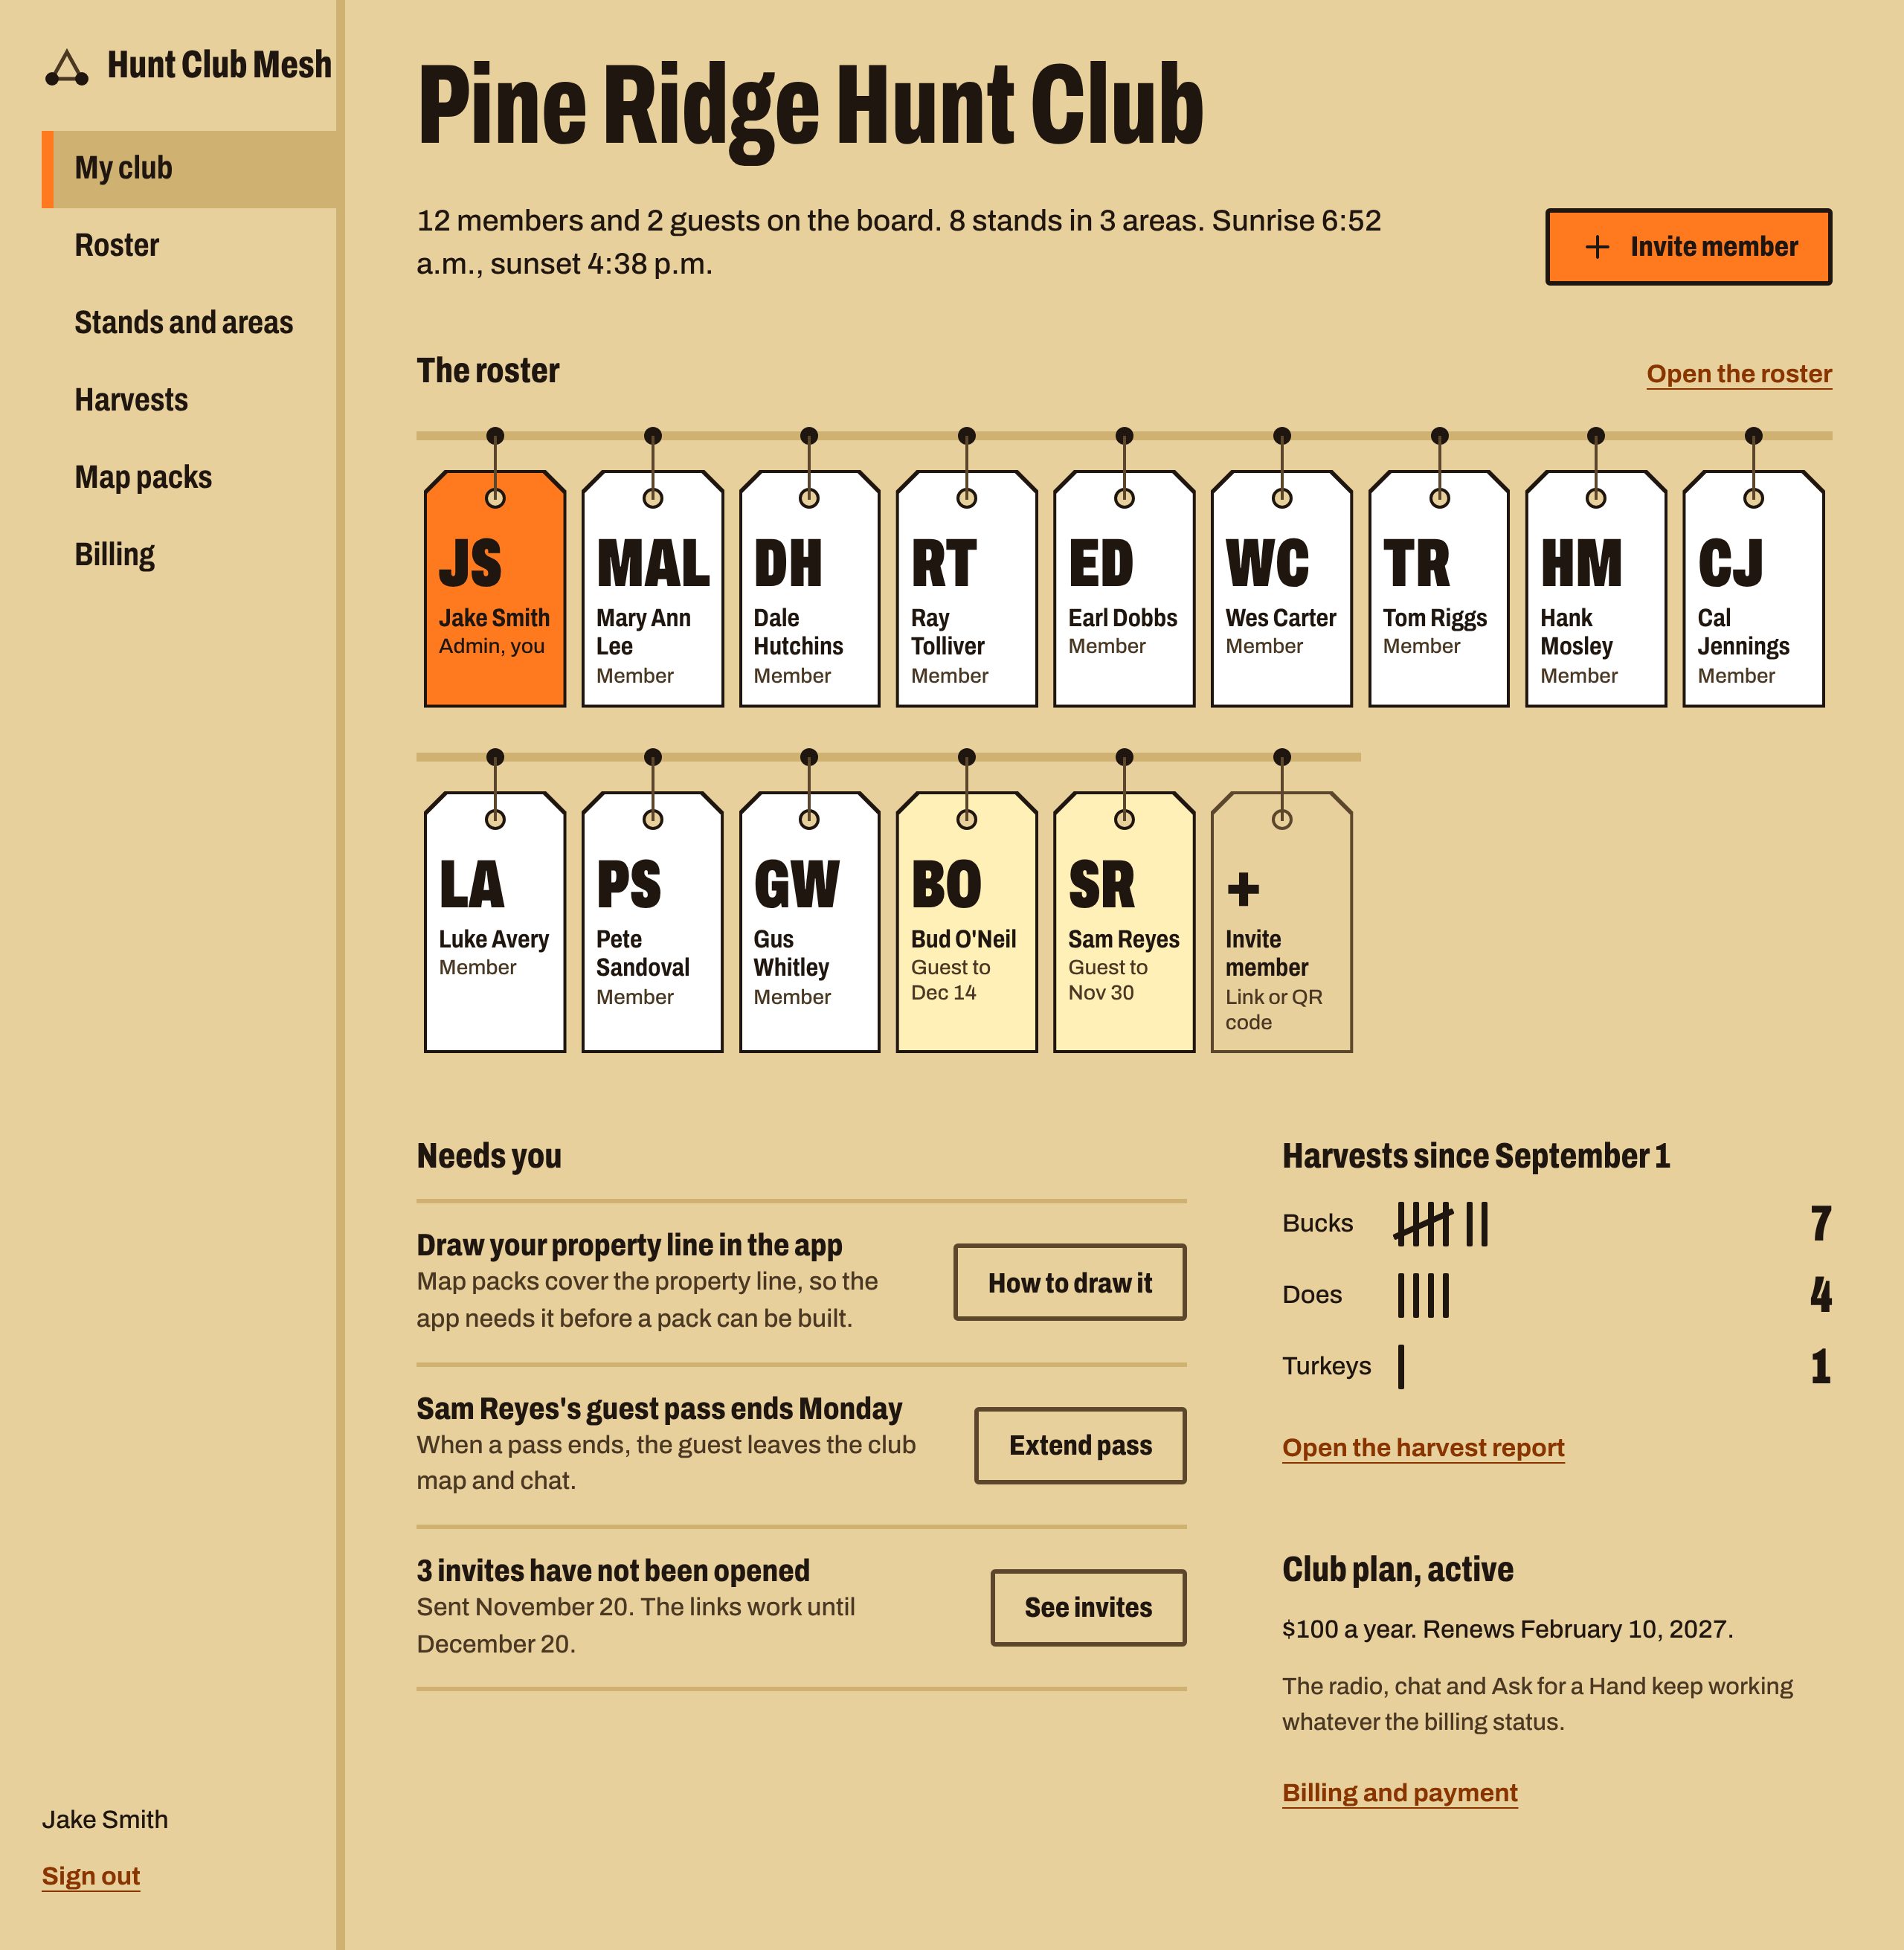 Hunt Club Mesh
My club
Roster
Stands and areas
Harvests
Map packs
Billing
Jake Smith
Sign out
Pine Ridge Hunt Club
12 members and 2 guests on the board. 8 stands in 3 areas. Sunrise 6:52
a.m., sunset 4:38 p.m.
+ Invite member
The roster
Open the roster
JS
Jake Smith
Admin, you
MAL
Mary Ann
Lee
Member
DH
Dale
Hutchins
Member
RT
Ray
Tolliver
Member
ED
Earl Dobbs
Member
WC
Wes Carter
Member
TR
Tom Riggs
Member
HM
Hank
Mosley
Member
CJ
Cal
Jennings
Member
LA
Luke Avery
Member
PS
Pete
Sandoval
Member
GW
Gus
Whitley
Member
BO
Bud O'Neil
Guest to
Dec 14
SR
Sam Reyes
Guest to
Nov 30
+
Invite
member
Link or QR
code
Needs you
Draw your property line in the app
Map packs cover the property line, so the
app needs it before a pack can be built.
How to draw it
Sam Reyes's guest pass ends Monday
When a pass ends, the guest leaves the club
map and chat.
Extend pass
3 invites have not been opened
Sent November 20. The links work until
December 20.
See invites
Harvests since September 1
Bucks 7
Does 4
Turkeys 1
Open the harvest report
Club plan, active
$100 a year. Renews February 10, 2027.
The radio, chat and Ask for a Hand keep working
whatever the billing status.
Billing and payment